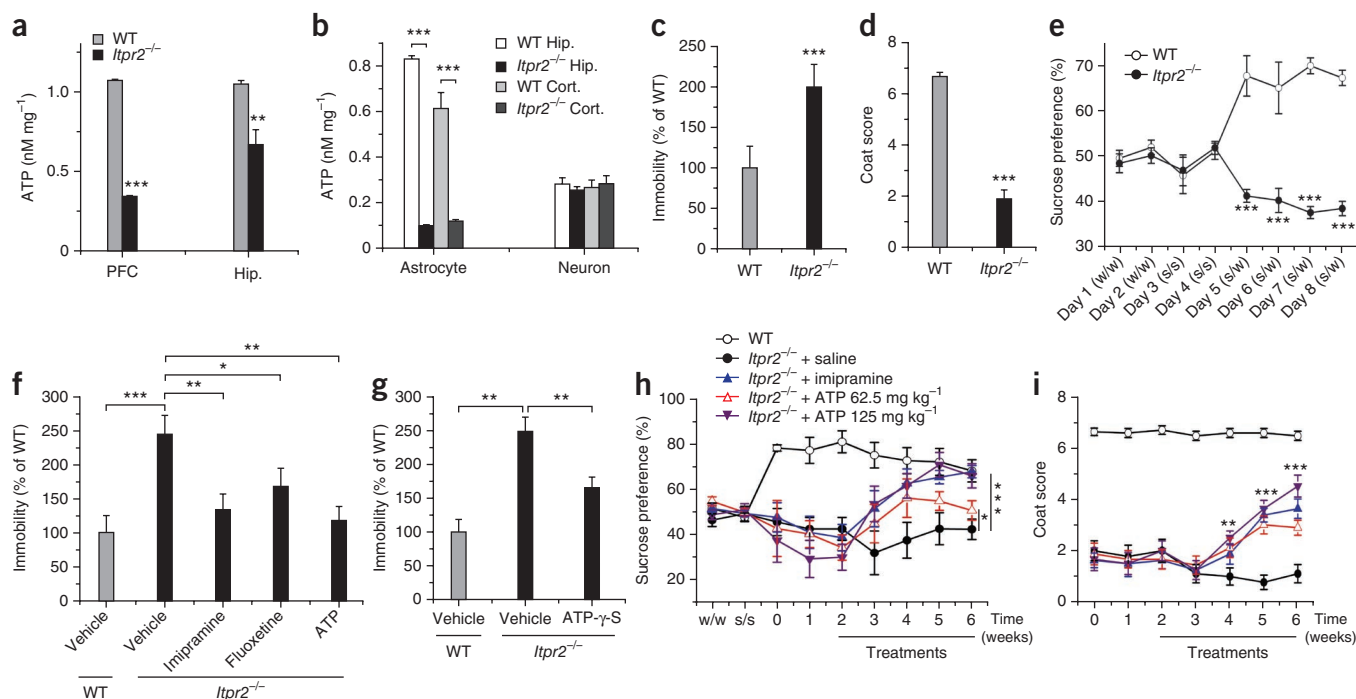 a
WT
Itpr2–/–
ATP (nM mg–1)
1.0
0.5
0
***
**
PFC
Hip.
b
WT Hip.
Itpr2–/– Hip.
WT Cort.
Itpr2–/– Cort.
ATP (nM mg–1)
0.8
0.6
0.4
0.2
0
***
***
Astrocyte
Neuron
c
Immobility (% of WT)
250
200
150
100
50
0
***
WT
Itpr2–/–
d
Coat score
8
6
4
2
0
***
WT
Itpr2–/–
e
WT
Itpr2–/–
Sucrose preference (%)
70
60
50
40
30
***
***
***
***
Day 1 (w/w)
Day 2 (w/w)
Day 3 (s/s)
Day 4 (s/s)
Day 5 (s/w)
Day 6 (s/w)
Day 7 (s/w)
Day 8 (s/w)
f
Immobility (% of WT)
300
250
200
150
100
50
0
***
**
*
**
Vehicle
Vehicle
Imipramine
Fluoxetine
ATP
WT
Itpr2–/–
g
Immobility (% of WT)
300
250
200
150
100
50
0
**
**
Vehicle
Vehicle
ATP-γ-S
WT
Itpr2–/–
WT
Itpr2–/– + saline
Itpr2–/– + imipramine
Itpr2–/– + ATP 62.5 mg kg–1
Itpr2–/– + ATP 125 mg kg–1
h
Sucrose preference (%)
100
80
60
40
20
***
*
w/w s/s 0 1 2 3 4 5 6 Time
(weeks)
Treatments
i
Coat score
8
6
4
2
0
**
***
***
0 1 2 3 4 5 6 Time
(weeks)
Treatments